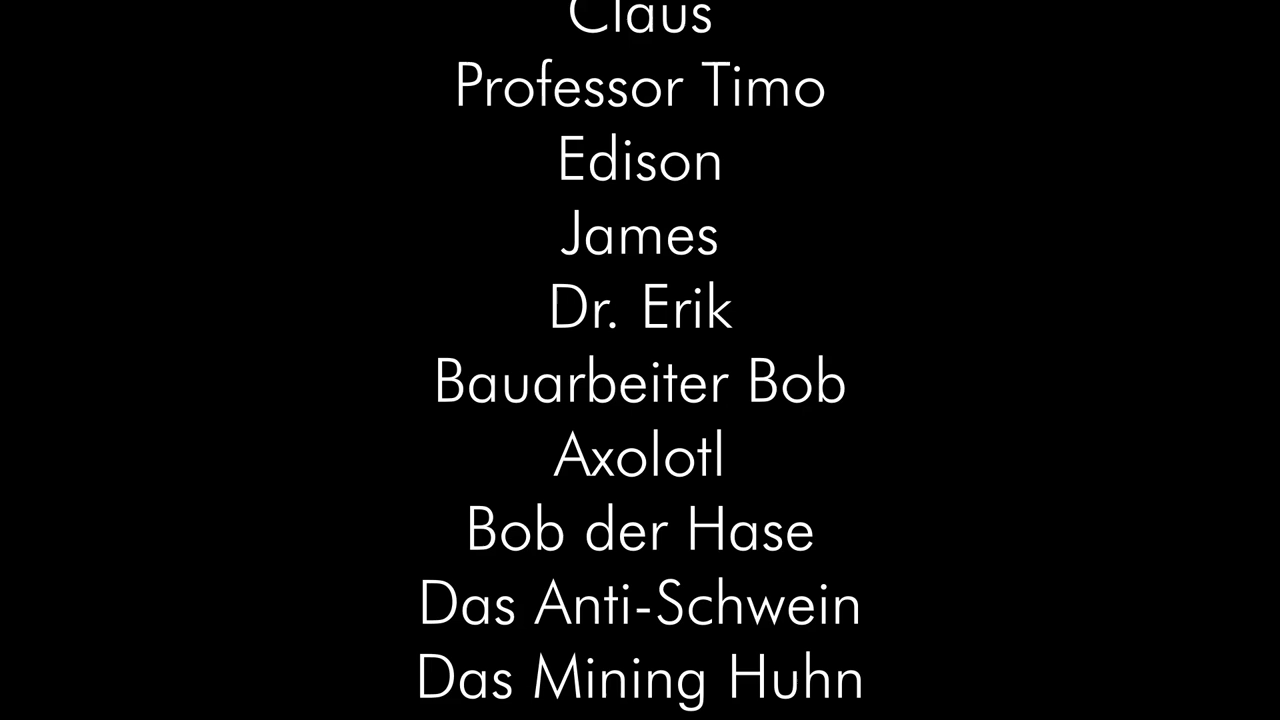 Claus
Professor Timo
Edison
James
Dr. Erik
Bauarbeiter Bob
Axolotl
Bob der Hase
Das Anti-Schwein
Das Mining Huhn